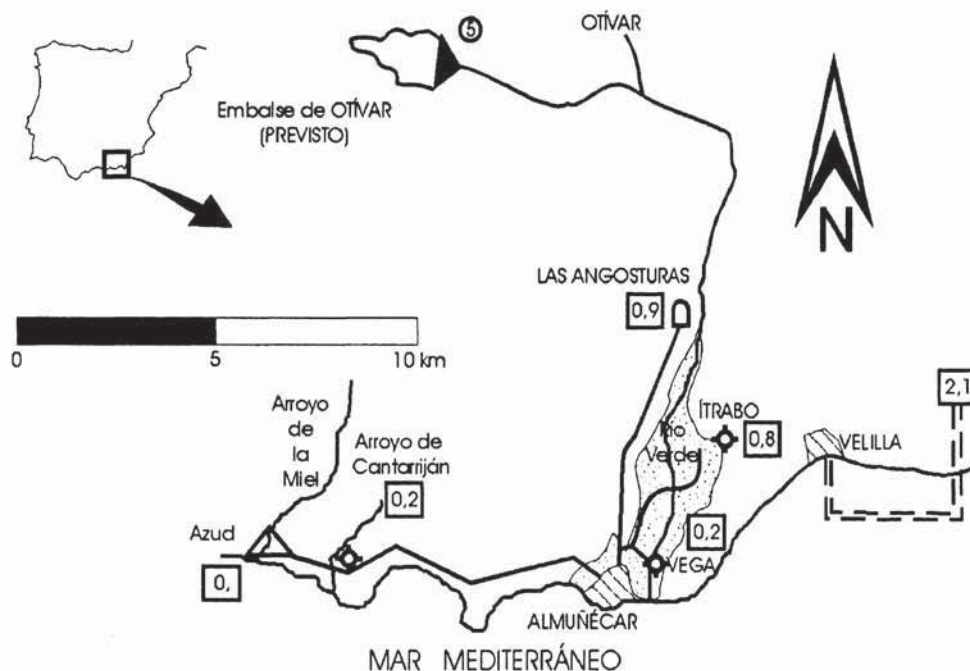 5
OTÍVAR
Embalse de OTÍVAR
(PREVISTO)
N
LAS ANGOSTURAS
0,9
0
5
10 km
2,1
Arroyo
de
la
Miel
Arroyo de
Cantarriján
0,2
ÍTRABO
0,8
Río
Verde
VELILLA
Azud
0,
0,2
VEGA
ALMUÑÉCAR
MAR MEDITERRÁNEO